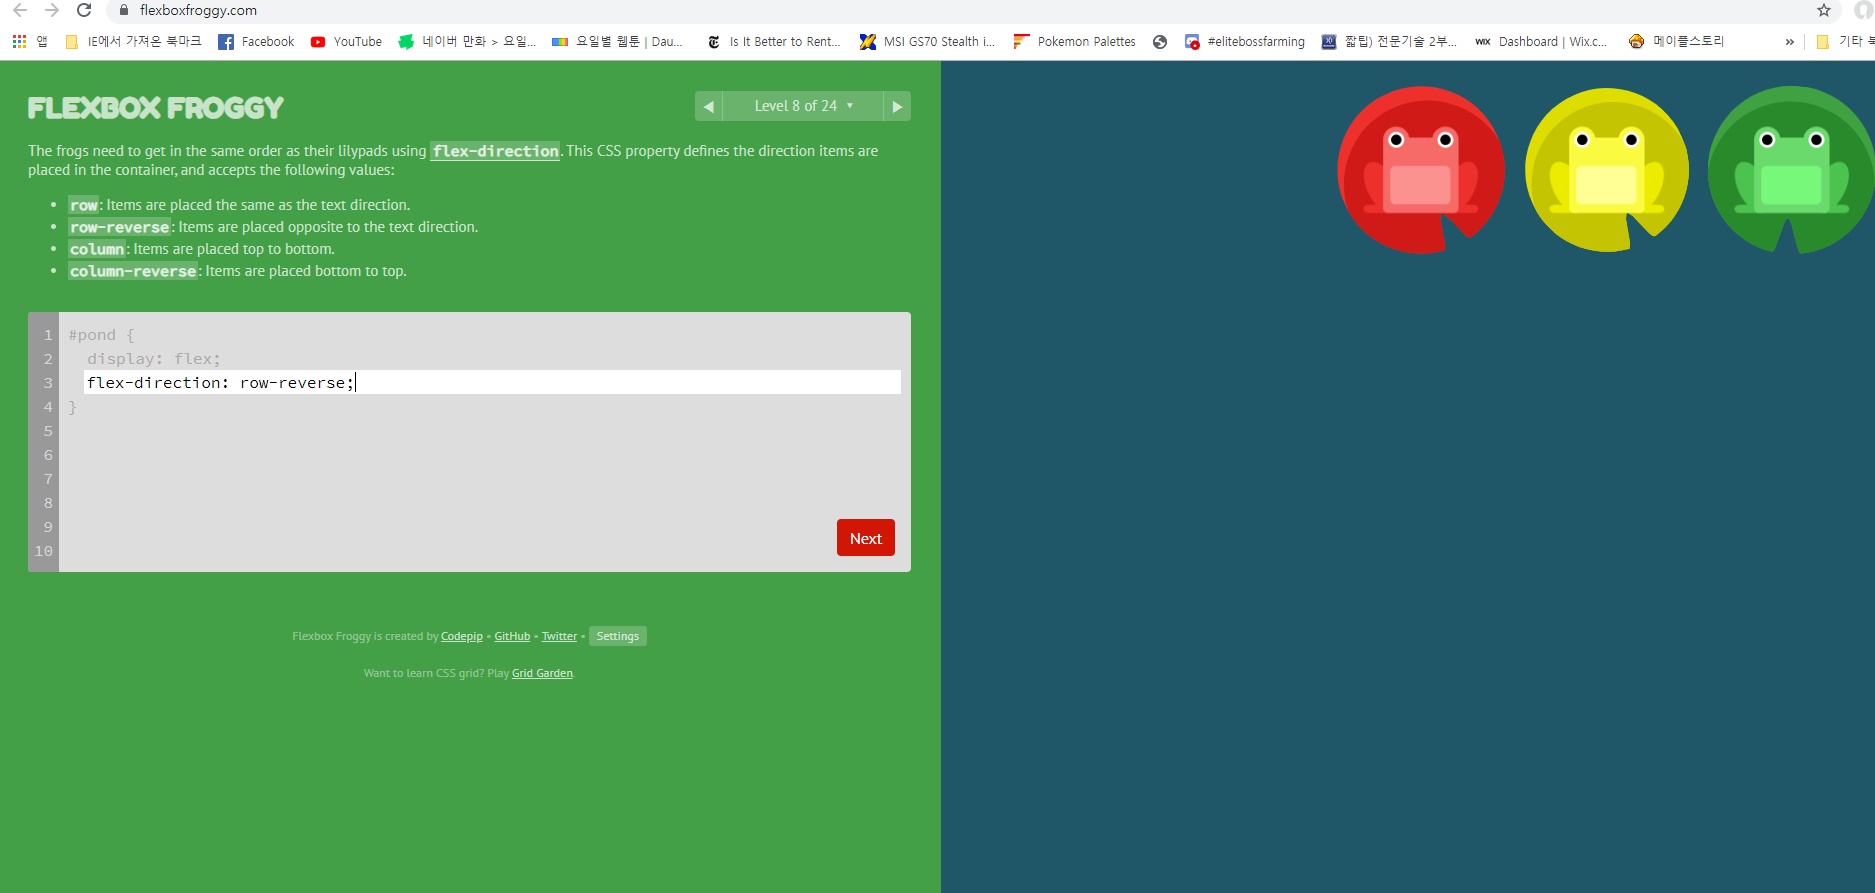 flexboxfroggy.com
앱 IE에서 가져온 북마크 Facebook YouTube 네이버 만화 > 요일... 요일별 웹툰 | Dau... Is It Better to Rent... MSI GS70 Stealth i... Pokemon Palettes #elitebossfarming 짧팁) 전문기술 2부... WIX Dashboard | Wix.c... 메이플스토리 » 기타
FLEXBOX FROGGY
◀ Level 8 of 24 ▼ ▶
The frogs need to get in the same order as their lilypads using flex-direction. This CSS property defines the direction items are
placed in the container, and accepts the following values:
• row: Items are placed the same as the text direction.
• row-reverse: Items are placed opposite to the text direction.
• column: Items are placed top to bottom.
• column-reverse: Items are placed bottom to top.
1 #pond {
2 display: flex;
3 flex-direction: row-reverse;
4 }
5
6
7
8
9
10
Next
Flexbox Froggy is created by Codepip • GitHub • Twitter • Settings
Want to learn CSS grid? Play Grid Garden.